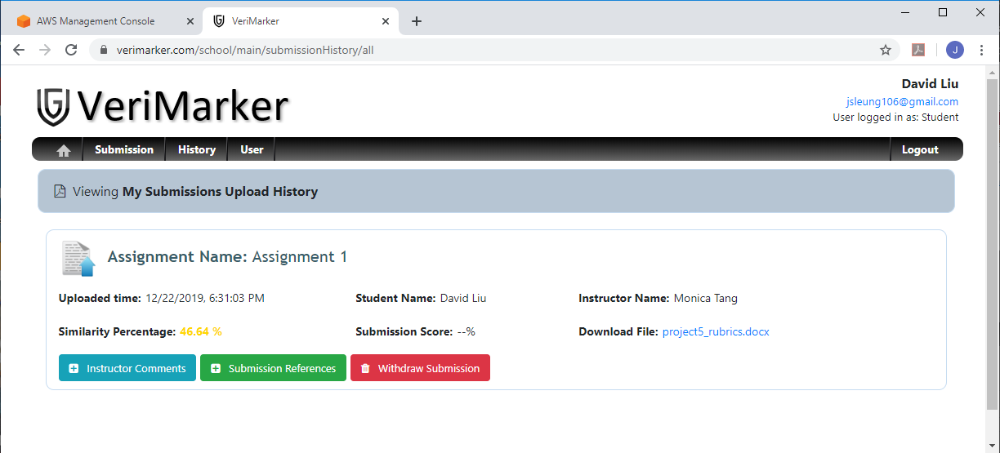 AWS Management Console
VeriMarker
verimarker.com/school/main/submissionHistory/all
J
David Liu
jsleung106@gmail.com
User logged in as: Student
VeriMarker
Submission History User Logout
Viewing My Submissions Upload History
Assignment Name: Assignment 1
Uploaded time: 12/22/2019, 6:31:03 PM Student Name: David Liu Instructor Name: Monica Tang
Similarity Percentage: 46.64 % Submission Score: --% Download File: project5_rubrics.docx
Instructor Comments Submission References Withdraw Submission